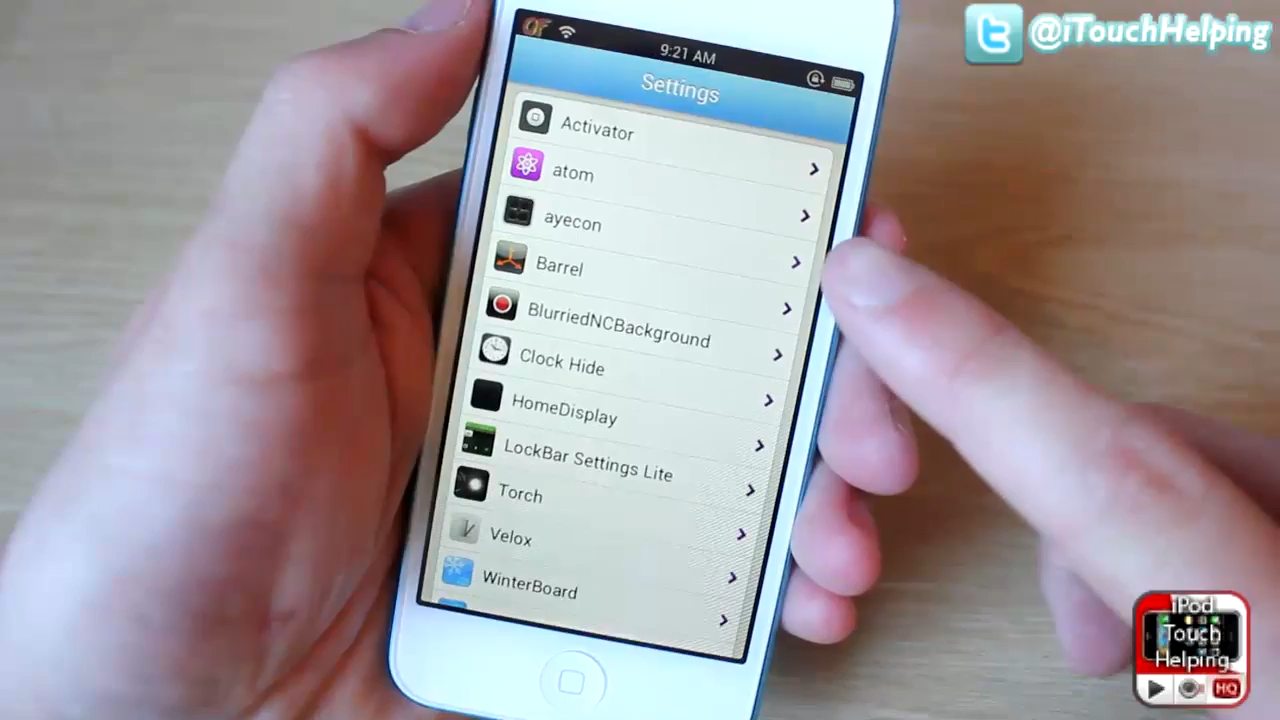 @iTouchHelping
9:21 AM
Settings
Activator
atom
ayecon
Barrel
BlurriedNCBackground
Clock Hide
HomeDisplay
LockBar Settings Lite
Torch
Velox
WinterBoard
iPod
Touch
Helping
HQ